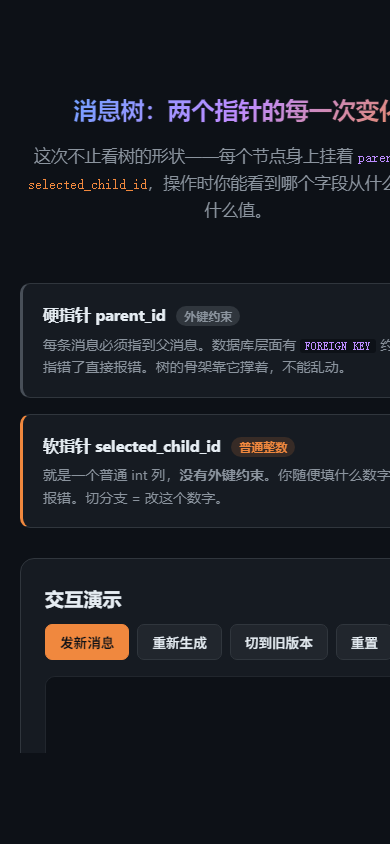 消息树：两个指针的每一次变化
这次不止看树的形状——每个节点身上挂着 paren
selected_child_id，操作时你能看到哪个字段从什么
什么值。
硬指针 parent_id 外键约束
每条消息必须指到父消息。数据库层面有 FOREIGN KEY 约
指错了直接报错。树的骨架靠它撑着，不能乱动。
软指针 selected_child_id 普通整数
就是一个普通 int 列，没有外键约束。你随便填什么数字
报错。切分支 = 改这个数字。
交互演示
发新消息 重新生成 切到旧版本 重置